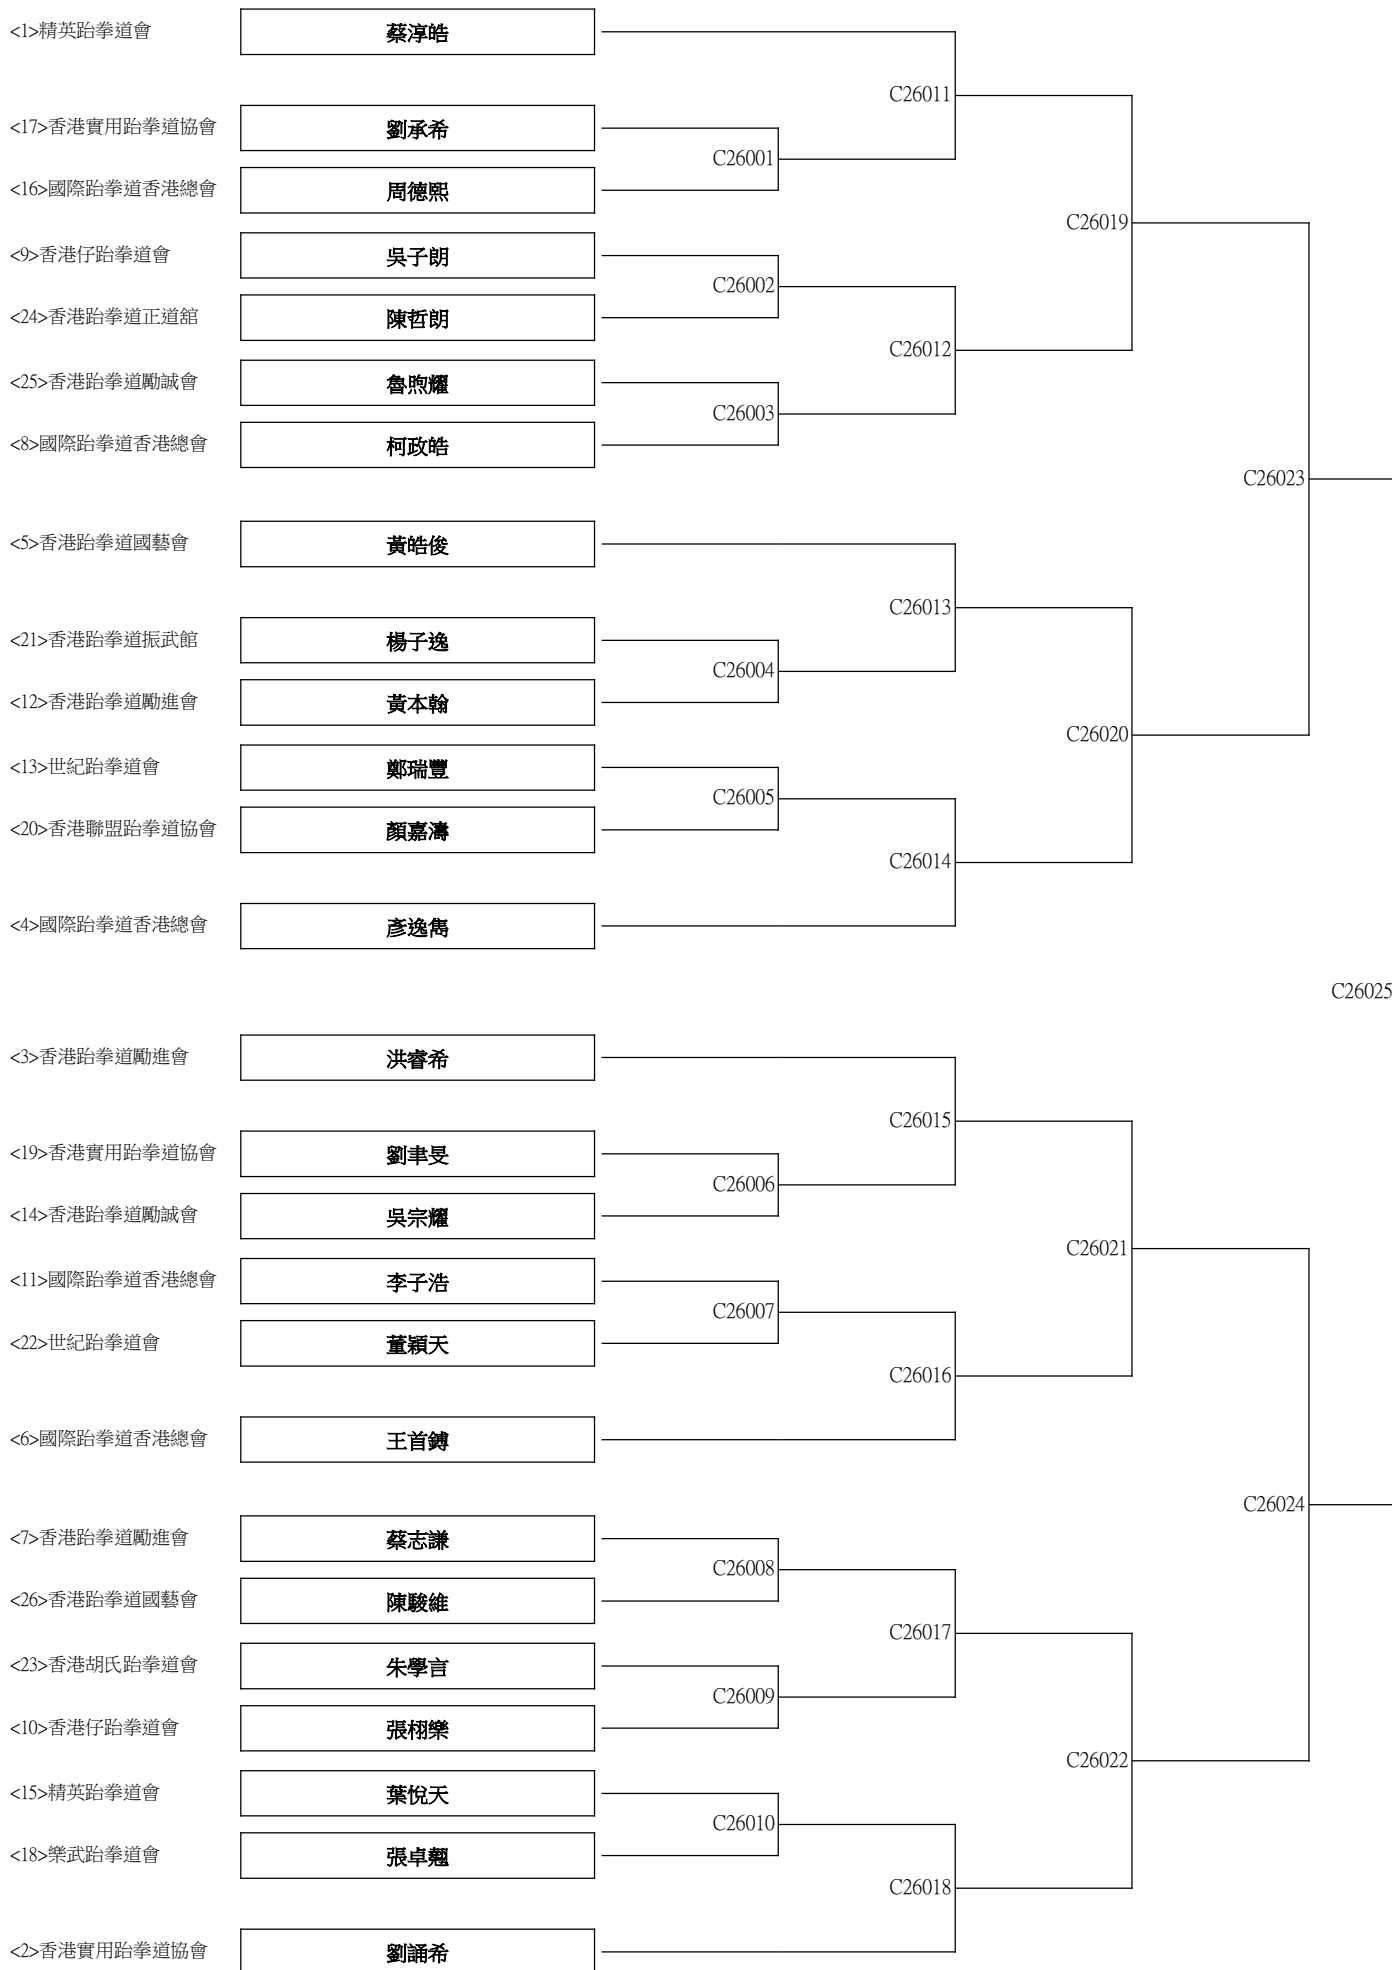 <1>精英跆拳道會 蔡淳皓
C26011
<17>香港實用跆拳道協會 劉承希
C26001
<16>國際跆拳道香港總會 周德熙
C26019
<9>香港仔跆拳道會 吳子朗
C26002
<24>香港跆拳道正道舘 陳哲朗
C26012
<25>香港跆拳道勵誠會 魯煦耀
C26003
<8>國際跆拳道香港總會 柯政皓
C26023
<5>香港跆拳道國藝會 黃皓俊
C26013
<21>香港跆拳道振武館 楊子逸
C26004
<12>香港跆拳道勵進會 黃本翰
C26020
<13>世紀跆拳道會 鄭瑞豐
C26005
<20>香港聯盟跆拳道協會 顏嘉濤
C26014
<4>國際跆拳道香港總會 彥逸雋
C26025
<3>香港跆拳道勵進會 洪睿希
C26015
<19>香港實用跆拳道協會 劉聿旻
C26006
<14>香港跆拳道勵誠會 吳宗耀
C26021
<11>國際跆拳道香港總會 李子浩
C26007
<22>世紀跆拳道會 董穎天
C26016
<6>國際跆拳道香港總會 王首鎛
C26024
<7>香港跆拳道勵進會 蔡志謙
C26008
<26>香港跆拳道國藝會 陳駿維
C26017
<23>香港胡氏跆拳道會 朱學言
C26009
<10>香港仔跆拳道會 張栩樂
C26022
<15>精英跆拳道會 葉悅天
C26010
<18>樂武跆拳道會 張卓翹
C26018
<2>香港實用跆拳道協會 劉誦希